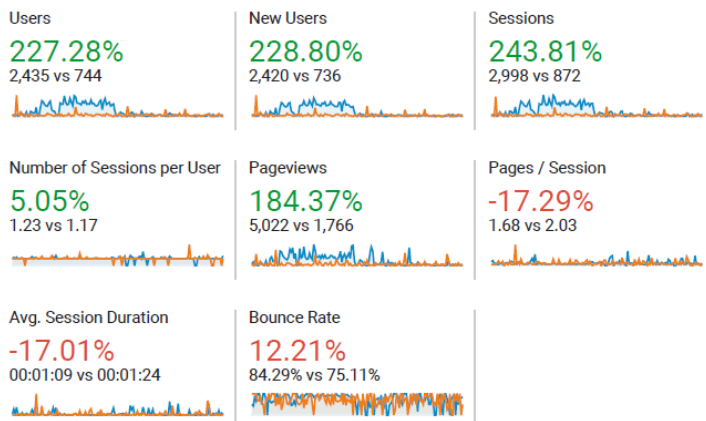 Users
227.28%
2,435 vs 744
New Users
228.80%
2,420 vs 736
Sessions
243.81%
2,998 vs 872
Number of Sessions per User
5.05%
1.23 vs 1.17
Pageviews
184.37%
5,022 vs 1,766
Pages / Session
-17.29%
1.68 vs 2.03
Avg. Session Duration
-17.01%
00:01:09 vs 00:01:24
Bounce Rate
12.21%
84.29% vs 75.11%